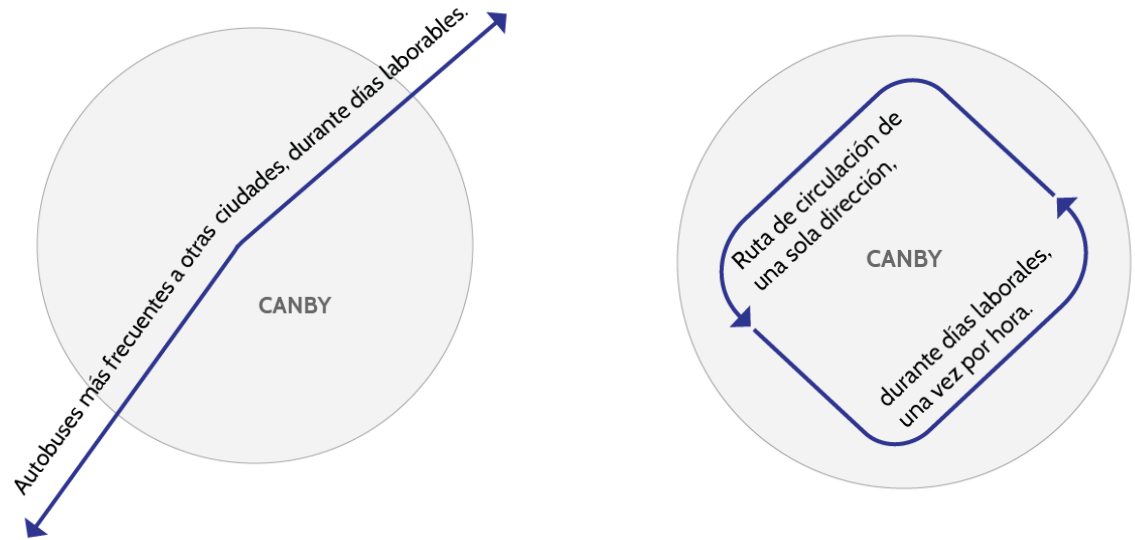 Autobuses más frecuentes a otras ciudades, durante días laborables.
CANBY
Ruta de circulación de
una sola dirección,
CANBY
durante días laborales,
una vez por hora.